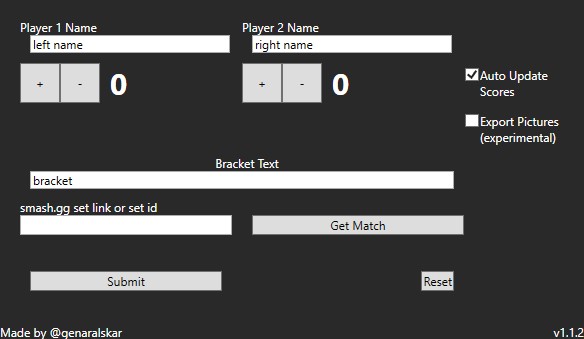 Player 1 Name
Player 2 Name
left name
right name
+ - 0
+ - 0
Auto Update
Scores
Export Pictures
(experimental)
Bracket Text
bracket
smash.gg set link or set id
Get Match
Submit
Reset
Made by @genaralskar
v1.1.2